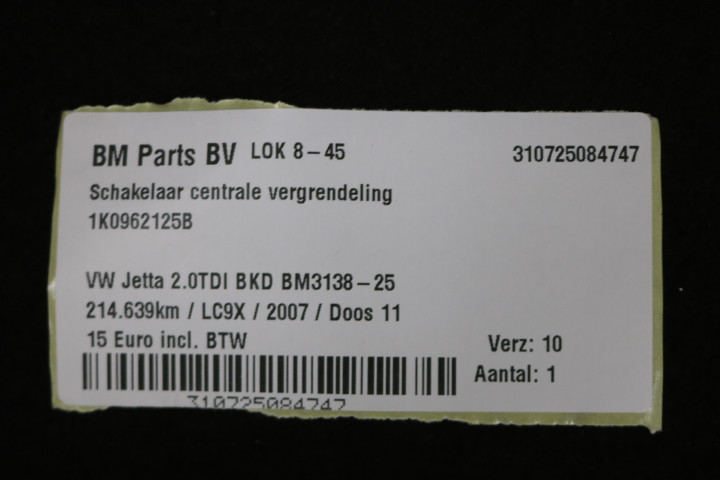 BM Parts BV LOK 8-45 310725084747
Schakelaar centrale vergrendeling
1K0962125B
VW Jetta 2.0TDI BKD BM3138-25
214.639km / LC9X / 2007 / Doos 11
15 Euro incl. BTW
Verz: 10
Aantal: 1
310725084747